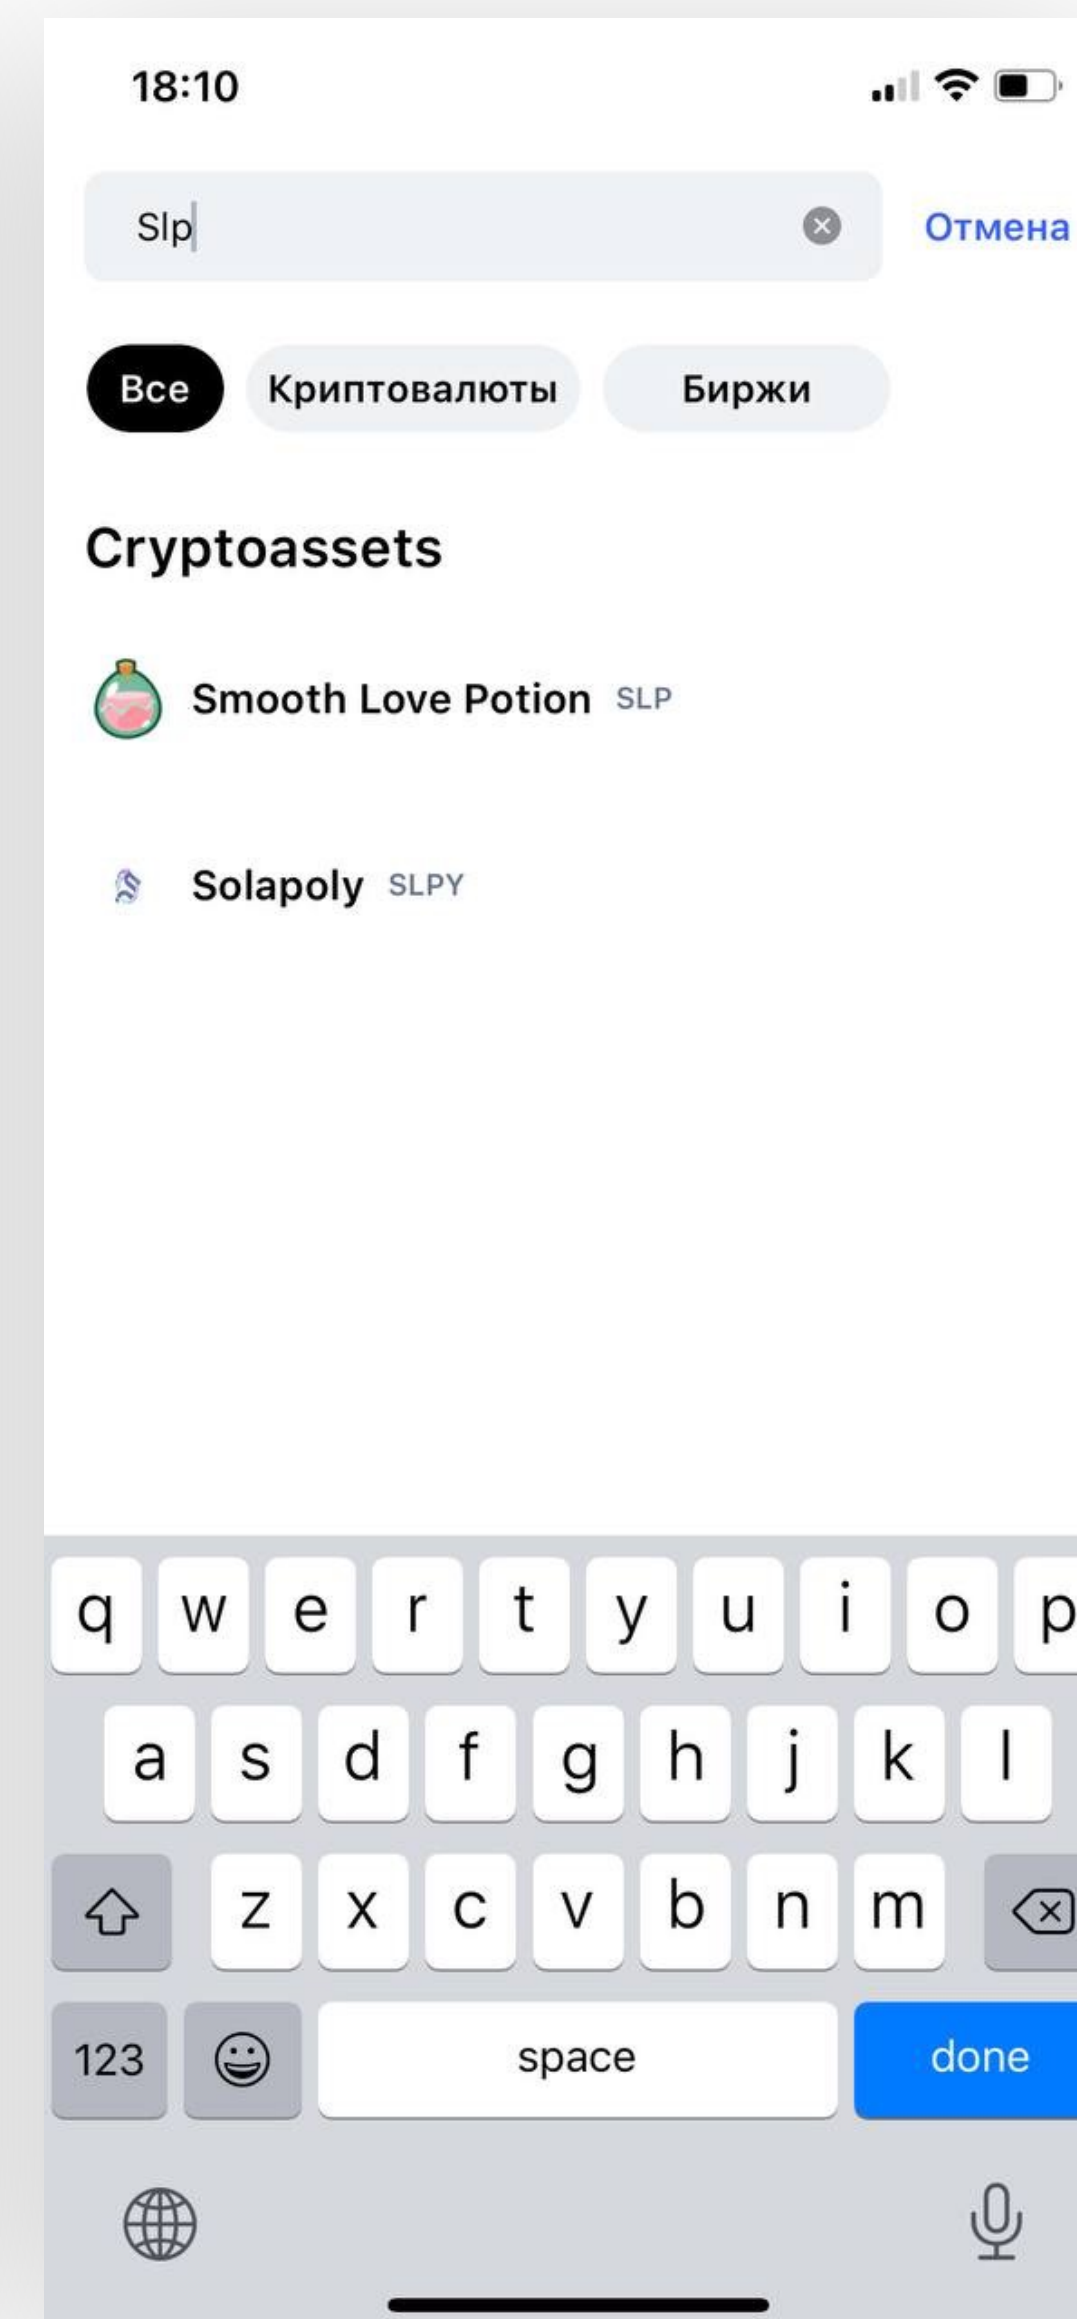 18:10
Slp Отмена
Все Криптовалюты Биржи
Cryptoassets
Smooth Love Potion SLP
Solapoly SLPY
q w e r t y u i o p
a s d f g h j k l
z x c v b n m
123 space done